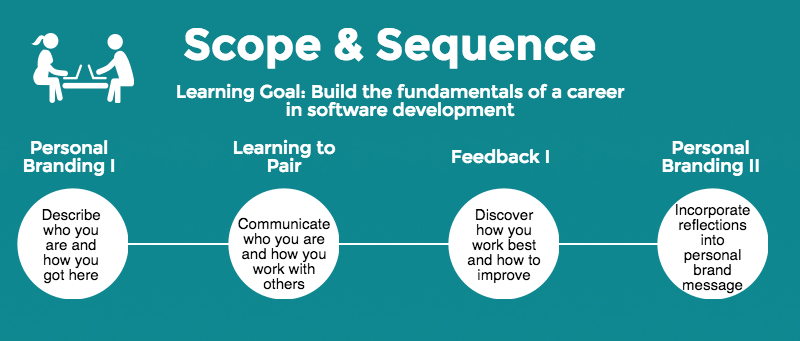 Scope & Sequence
Learning Goal: Build the fundamentals of a career
in software development
Personal
Branding I
Describe
who you
are and
how you
got here
Learning to
Pair
Communicate
who you are
and how you
work with
others
Feedback I
Discover
how you
work best
and how to
improve
Personal
Branding II
Incorporate
reflections
into
personal
brand
message